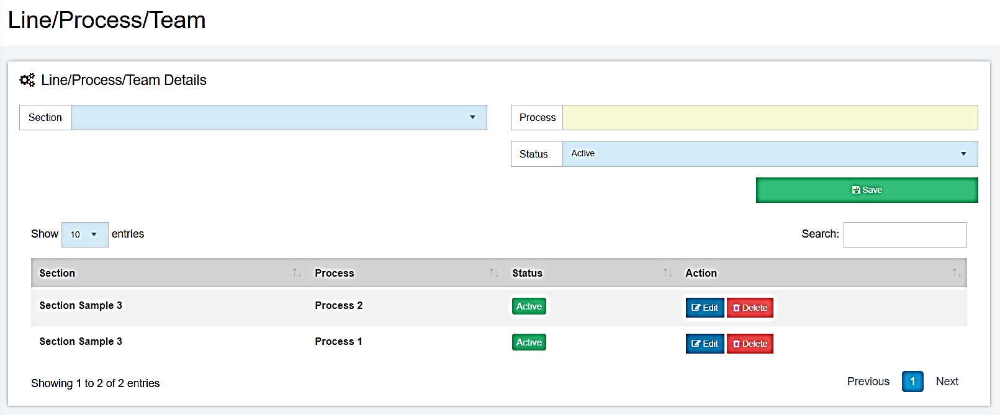 Line/Process/Team
Line/Process/Team Details
Section Process
Status Active
Save
Show 10 entries Search:
Section Process Status Action
Section Sample 3 Process 2 Active Edit Delete
Section Sample 3 Process 1 Active Edit Delete
Showing 1 to 2 of 2 entries Previous 1 Next